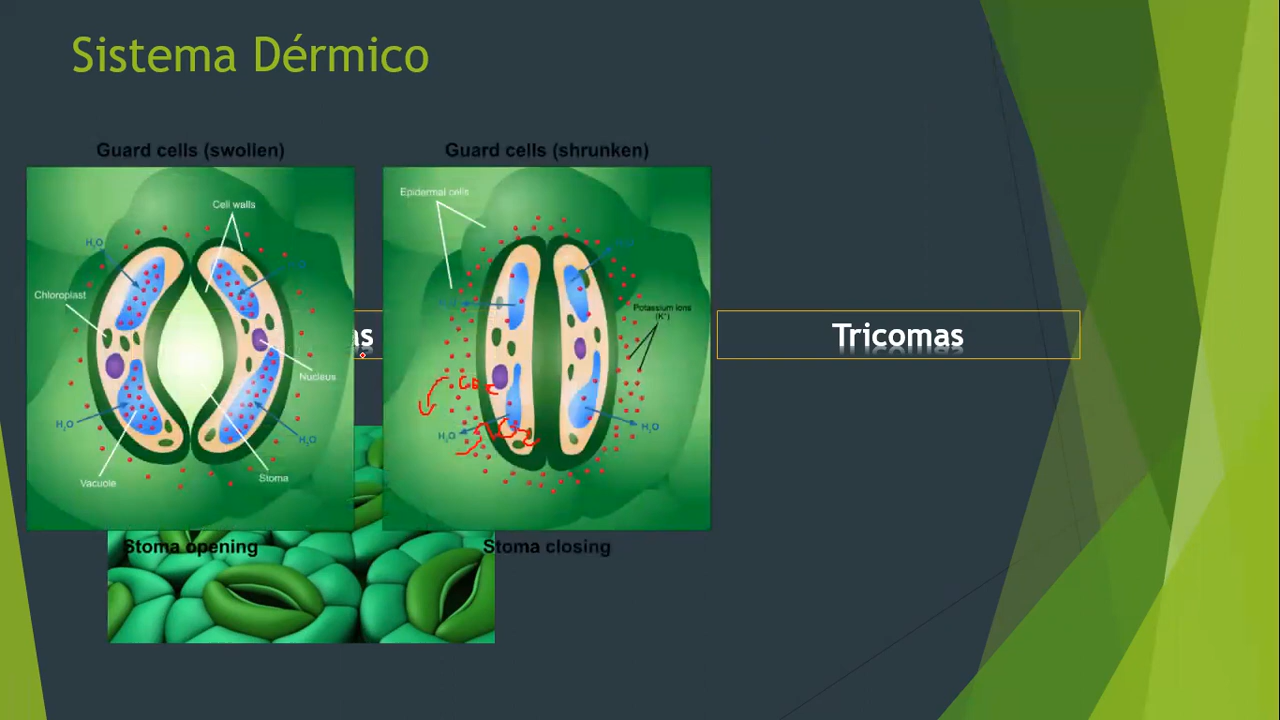 Sistema Dérmico
Guard cells (swollen)
Guard cells (shrunken)
Cell walls
H₂O
Chloroplast
Nucleus
H₂O
H₂O
Vacuole
Stoma
Stoma opening
Epidermal cells
Potassium ions
(K⁺)
H₂O
H₂O
Stoma closing
as
Tricomas